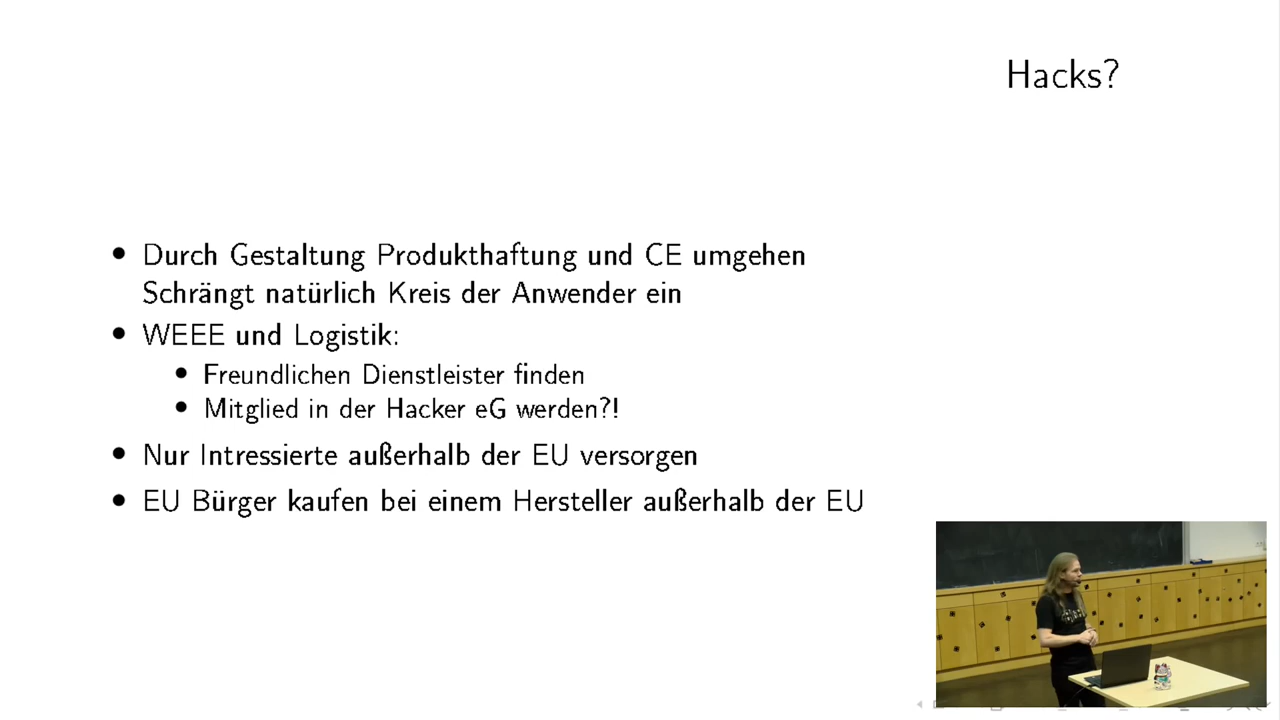 Hacks?
• Durch Gestaltung Produkthaftung und CE umgehen
Schrängt natürlich Kreis der Anwender ein
• WEEE und Logistik:
• Freundlichen Dienstleister finden
• Mitglied in der Hacker eG werden?!
• Nur Intressierte außerhalb der EU versorgen
• EU Bürger kaufen bei einem Hersteller außerhalb der EU